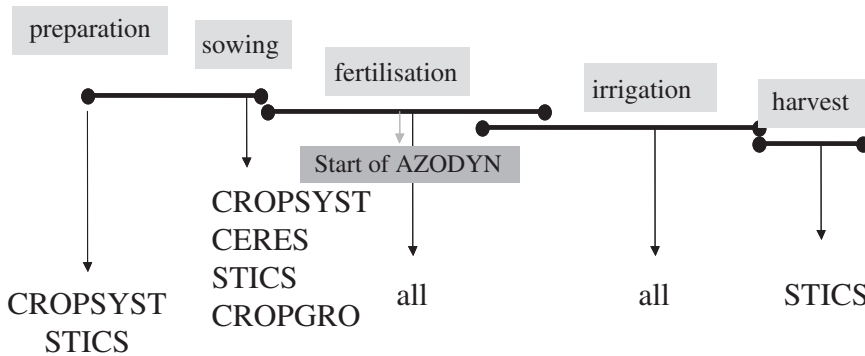 preparation
sowing
fertilisation
irrigation
harvest
Start of AZODYN
CROPSYST
CERES
STICS
CROPGRO
CROPSYST
STICS
all
all
STICS